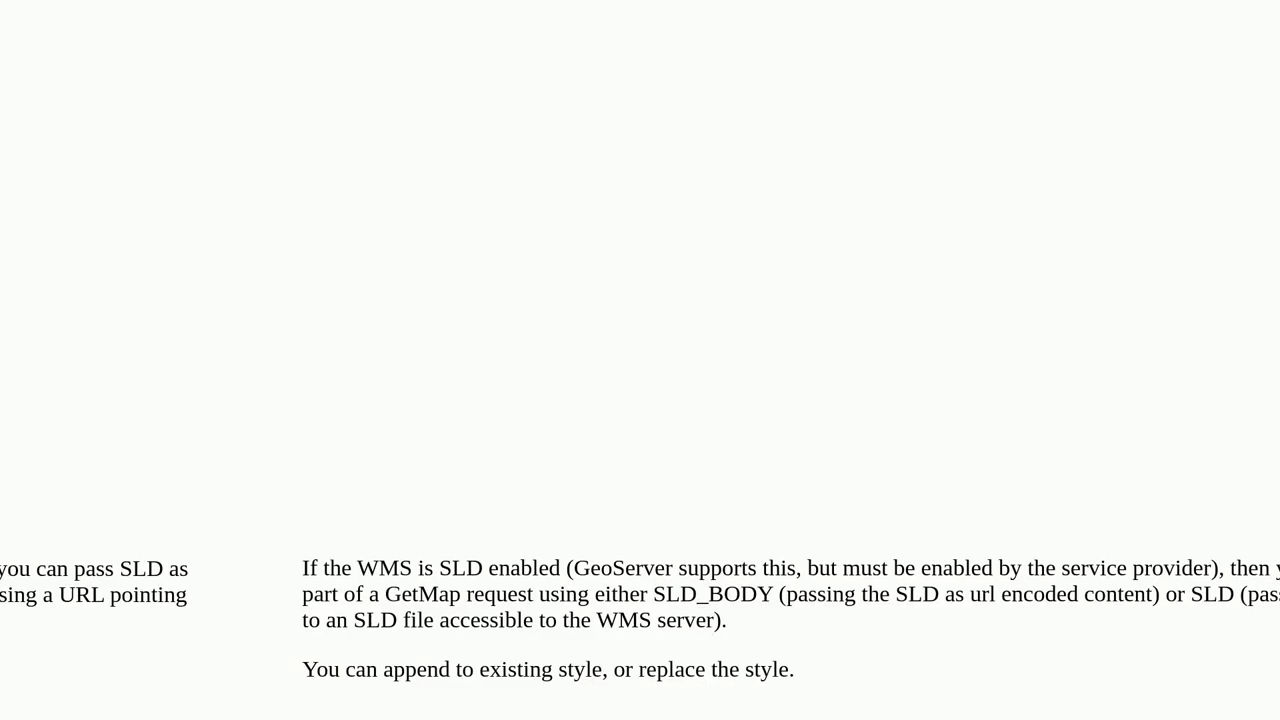 you can pass SLD as
sing a URL pointing
If the WMS is SLD enabled (GeoServer supports this, but must be enabled by the service provider), then
part of a GetMap request using either SLD_BODY (passing the SLD as url encoded content) or SLD (pas
to an SLD file accessible to the WMS server).
You can append to existing style, or replace the style.